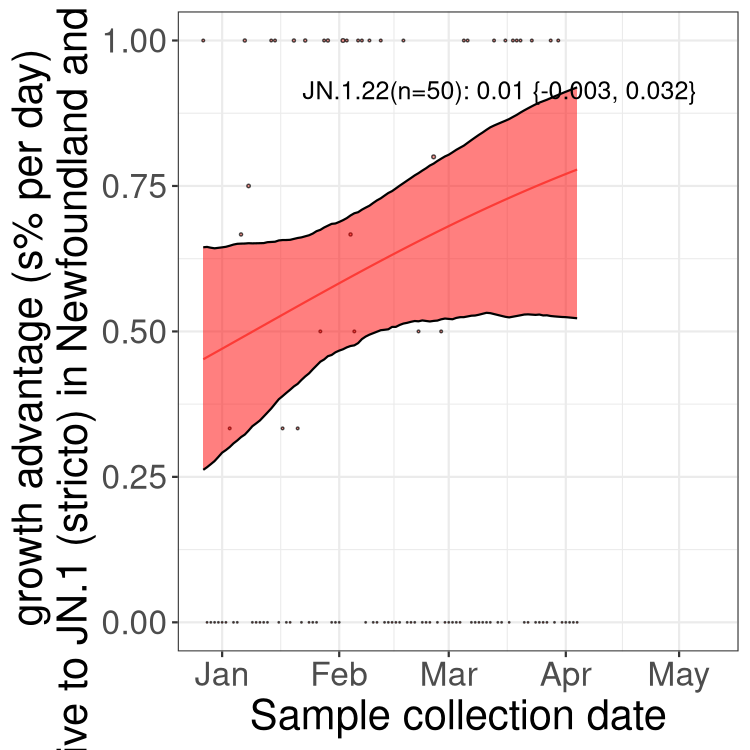 growth advantage (s% per day)
ive to JN.1 (stricto) in Newfoundland and
1.00
0.75
0.50
0.25
0.00
JN.1.22(n=50): 0.01 {-0.003, 0.032}
Jan Feb Mar Apr May
Sample collection date